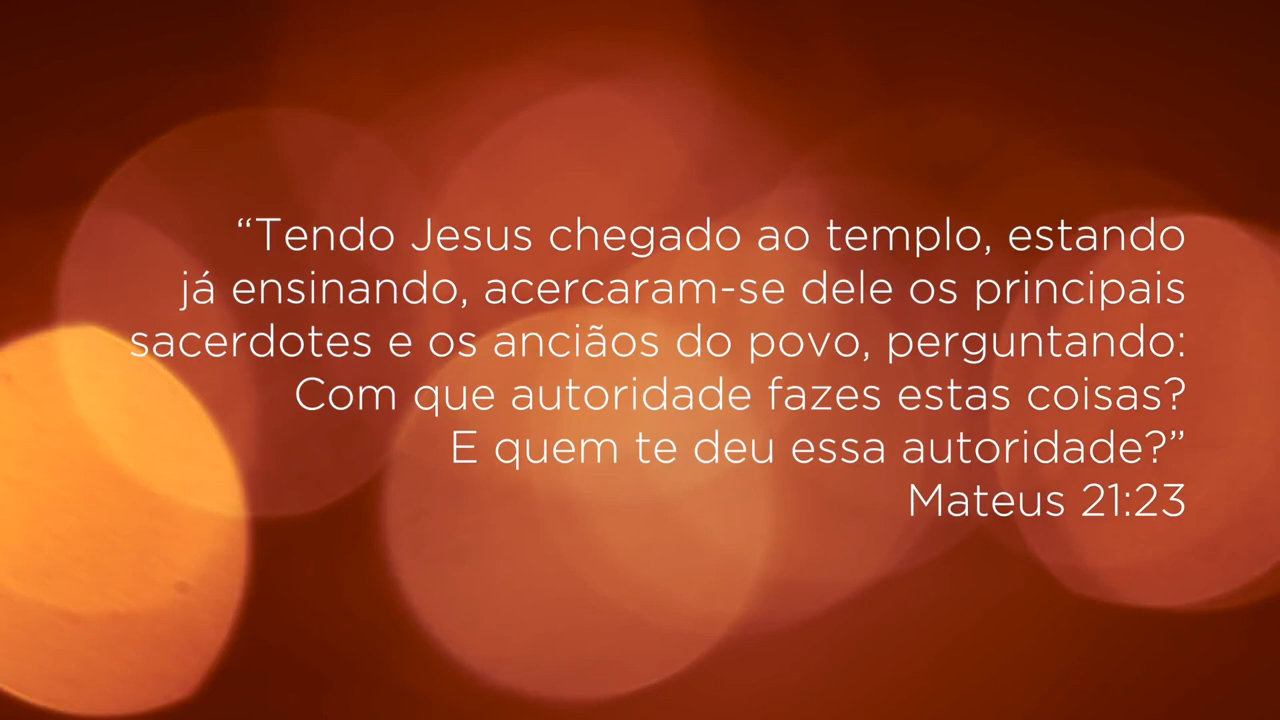 “Tendo Jesus chegado ao templo, estando
já ensinando, acercaram-se dele os principais
sacerdotes e os anciãos do povo, perguntando:
Com que autoridade fazes estas coisas?
E quem te deu essa autoridade?”
Mateus 21:23